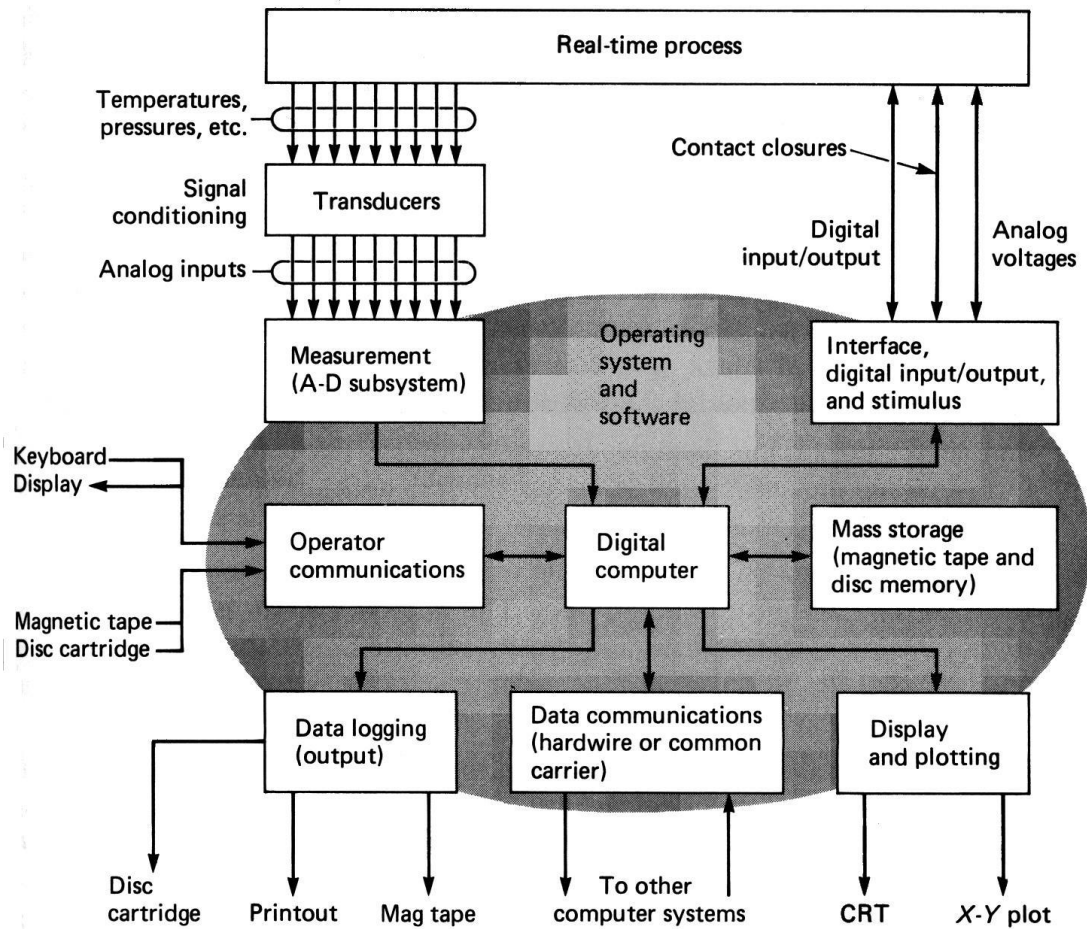 Real-time process
Temperatures,
pressures, etc.
Contact closures
Signal
conditioning
Transducers
Digital
input/output
Analog
voltages
Analog inputs
Measurement
(A-D subsystem)
Operating
system
and
software
Interface,
digital input/output,
and stimulus
Keyboard
Display
Operator
communications
Digital
computer
Mass storage
(magnetic tape and
disc memory)
Magnetic tape
Disc cartridge
Data logging
(output)
Data communications
(hardwire or common
carrier)
Display
and plotting
Disc
cartridge
Printout
Mag tape
To other
computer systems
CRT
X-Y plot